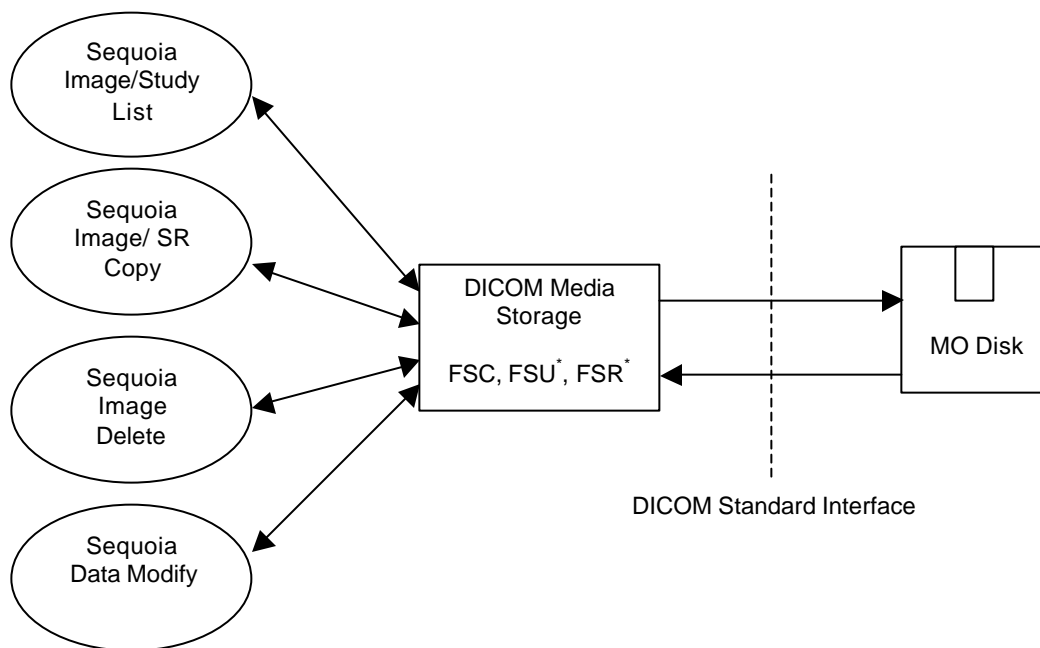 Sequoia
Image/Study
List
Sequoia
Image/ SR
Copy
Sequoia
Image
Delete
Sequoia
Data Modify
DICOM Media
Storage
FSC, FSU*, FSR*
MO Disk
DICOM Standard Interface